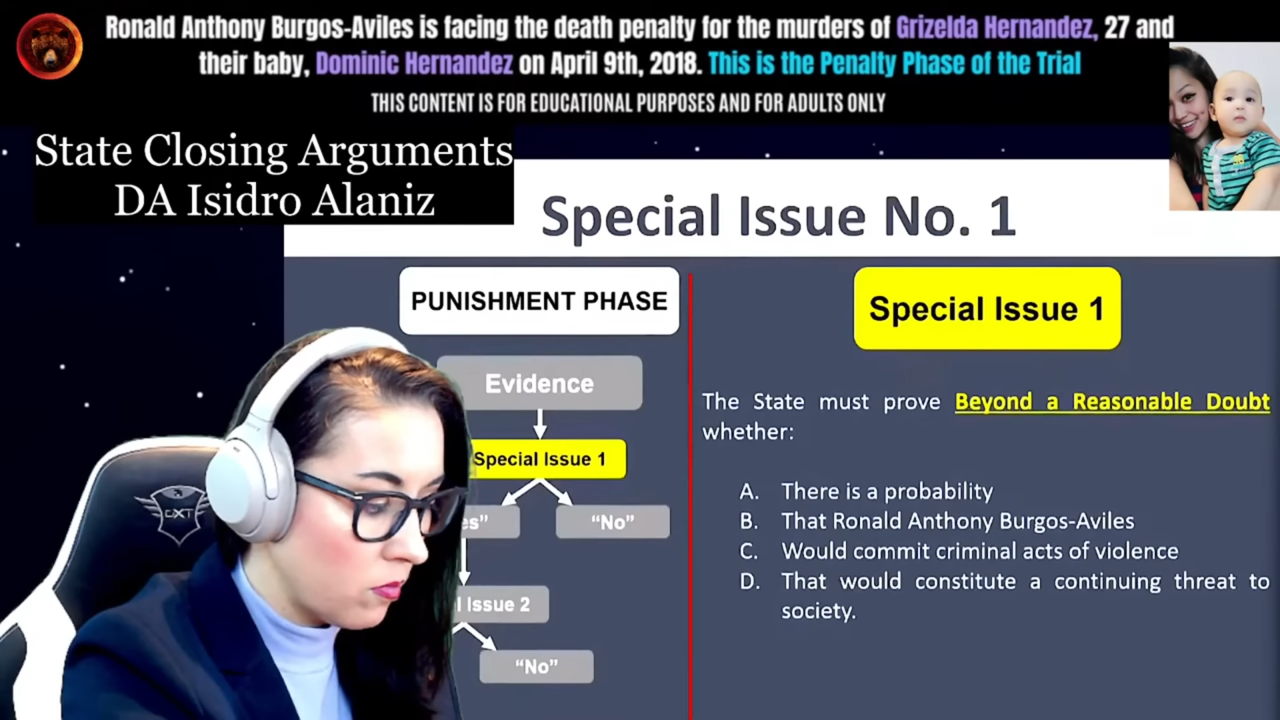 Ronald Anthony Burgos-Aviles is facing the death penalty for the murders of Grizelda Hernandez, 27 and
their baby, Dominic Hernandez on April 9th, 2018. This is the Penalty Phase of the Trial
THIS CONTENT IS FOR EDUCATIONAL PURPOSES AND FOR ADULTS ONLY
State Closing Arguments
DA Isidro Alaniz
Special Issue No. 1
PUNISHMENT PHASE
Evidence
Special Issue 1
es”
“No”
l Issue 2
“No”
Special Issue 1
The State must prove Beyond a Reasonable Doubt
whether:
A. There is a probability
B. That Ronald Anthony Burgos-Aviles
C. Would commit criminal acts of violence
D. That would constitute a continuing threat to
society.